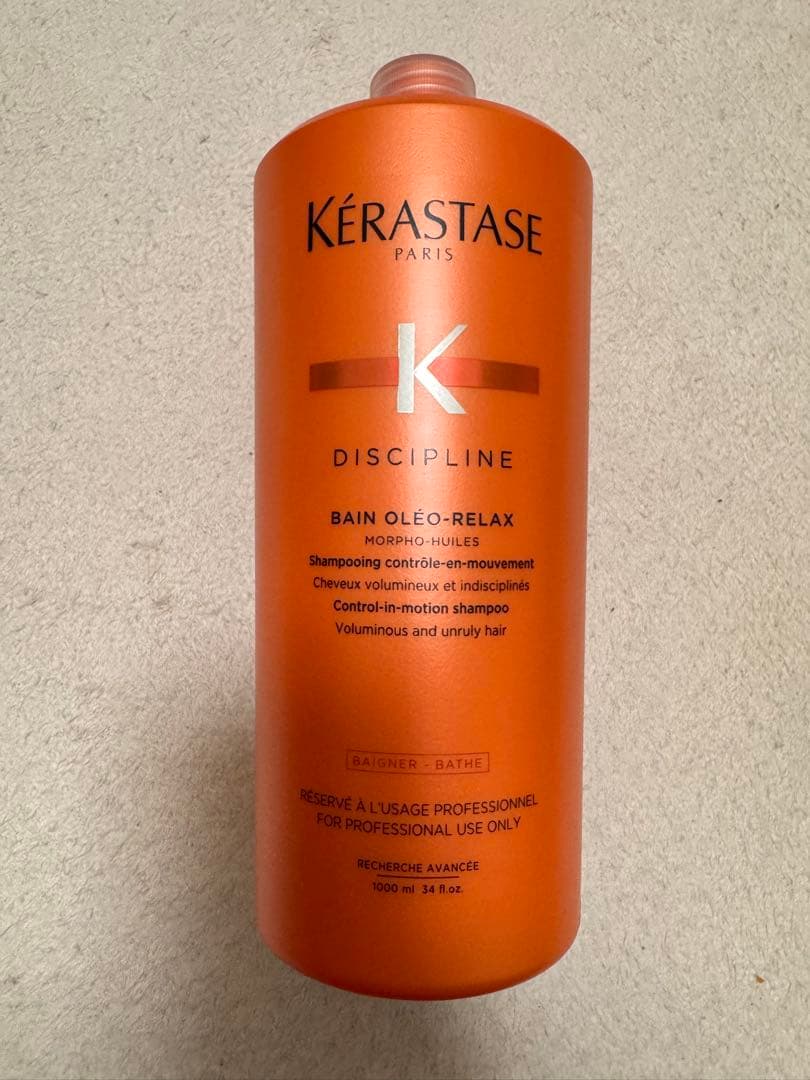 KÉRASTASE
PARIS
K
DISCIPLINE
BAIN OLÉO-RELAX
MORPHO-HUILES
Shampooing contrôle-en-mouvement
Cheveux volumineux et indisciplinés
Control-in-motion shampoo
Voluminous and unruly hair
BAIGNER - BATHE
RÉSERVÉ À L'USAGE PROFESSIONNEL
FOR PROFESSIONAL USE ONLY
RECHERCHE AVANCÉE
1000 ml 34 fl.oz.